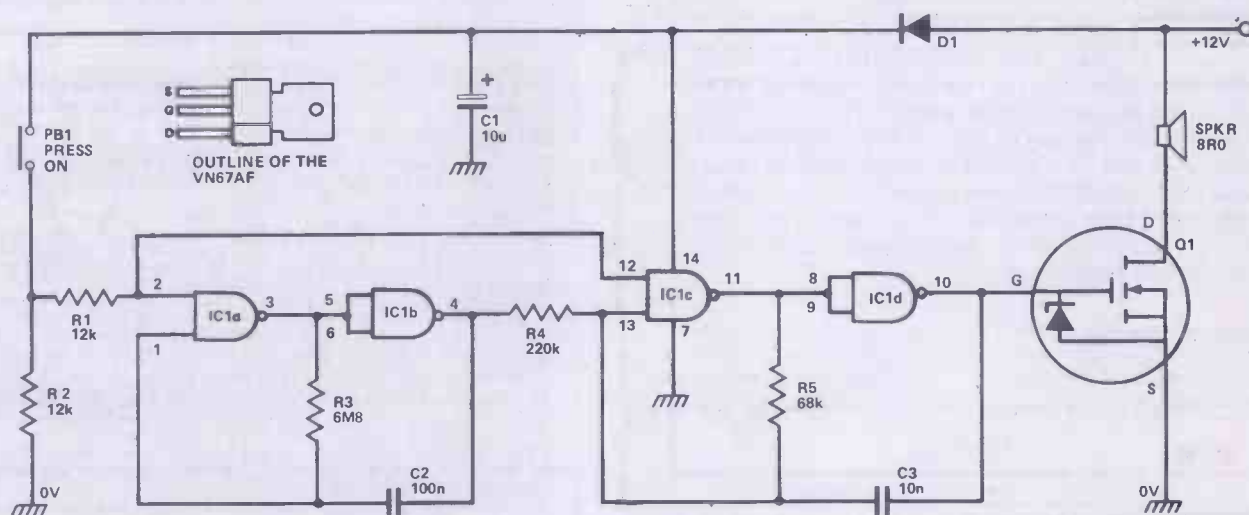 D1
+12V
S
G
D
OUTLINE OF THE
VN67AF
PB1
PRESS
ON
+
C1
10u
SPKR
8R0
D
Q1
2
12
14
11
8
10
G
R1
12k
IC1a
3
5
IC1b
4
R4
220k
13
IC1c
9
IC1d
1
6
7
S
R2
12k
R3
6M8
R5
68k
C2
100n
C3
10n
0V
0V